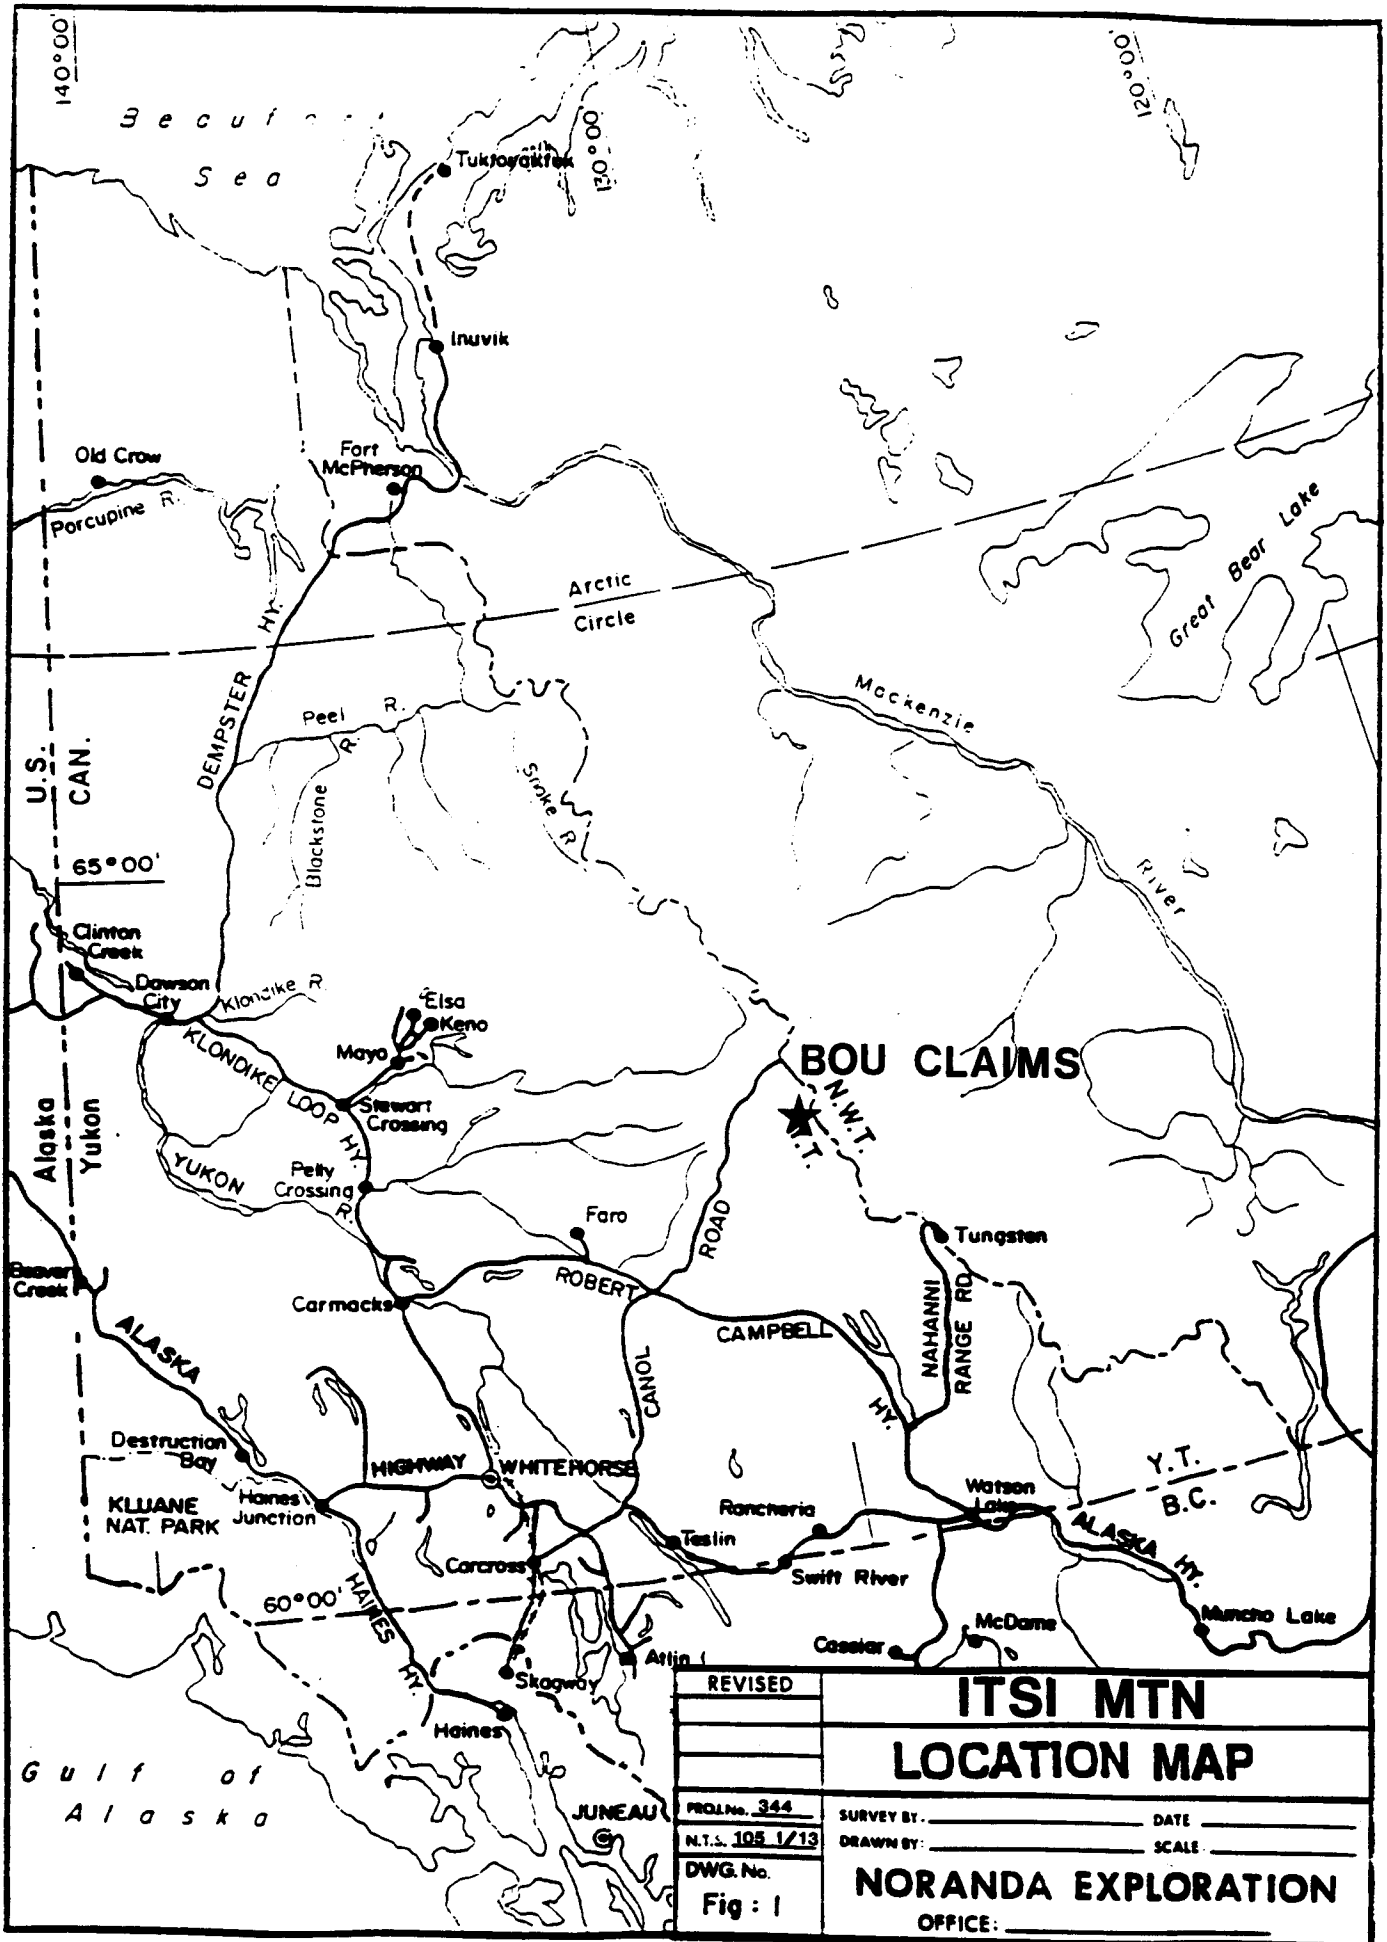 140°00'
120°00'
130°00'
Sea
Tuktoyaktuk
Inuvik
Old Crow
Fort
McPherson
Porcupine R.
Great Bear Lake
Arctic
Circle
DEMPSTER HY.
Mackenzie
River
Peel R.
Blackstone R.
Snake R.
U.S.
CAN.
65°00'
Clinton
Creek
Dawson
City
Klondike R.
Elsa
Keno
Mayo
KLONDIKE LOOP HY.
Stewart
Crossing
BOU CLAIMS
N.W.T.
Y.T.
Alaska
Yukon
YUKON R.
Pelly
Crossing
Faro
ROAD
Tungsten
Beaver
Creek
ROBERT
CAMPBELL
HY.
NAHANNI
RANGE RD.
Carmacks
ALASKA
CANOL
Destruction
Bay
HIGHWAY
WHITEHORSE
Y.T.
B.C.
Watson
Lake
KLUANE
NAT. PARK
Haines
Junction
Rancheria
Teslin
ALASKA HY.
Carcross
Swift River
60°00'
HAINES HY.
Muncho Lake
McDame
Cassiar
Atlin
Skagway
Haines
Gulf of
Alaska
JUNEAU
REVISED
ITSI MTN
LOCATION MAP
PROJ.No. 344
SURVEY BY: DATE
N.T.S. 105 1/13
DRAWN BY: SCALE
DWG. No.
Fig : 1
NORANDA EXPLORATION
OFFICE: